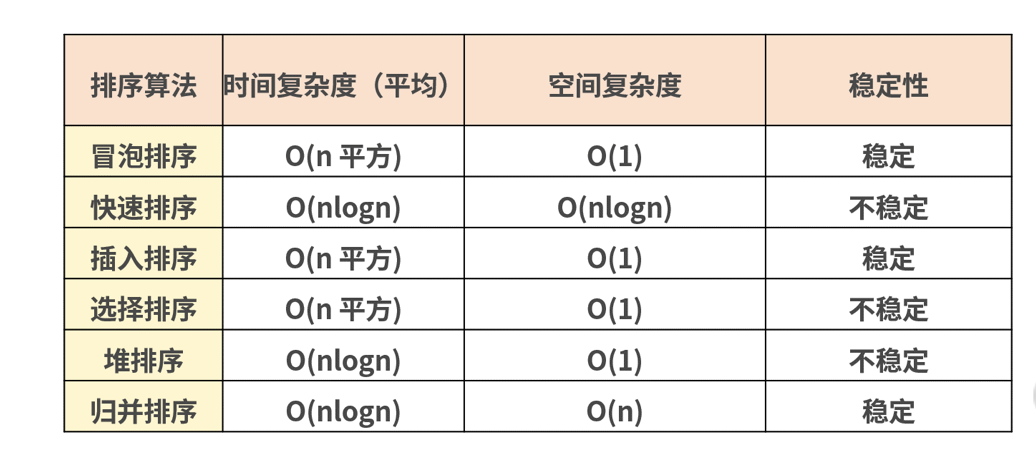 排序算法 时间复杂度（平均） 空间复杂度 稳定性
冒泡排序 O(n 平方) O(1) 稳定
快速排序 O(nlogn) O(nlogn) 不稳定
插入排序 O(n 平方) O(1) 稳定
选择排序 O(n 平方) O(1) 不稳定
堆排序 O(nlogn) O(1) 不稳定
归并排序 O(nlogn) O(n) 稳定